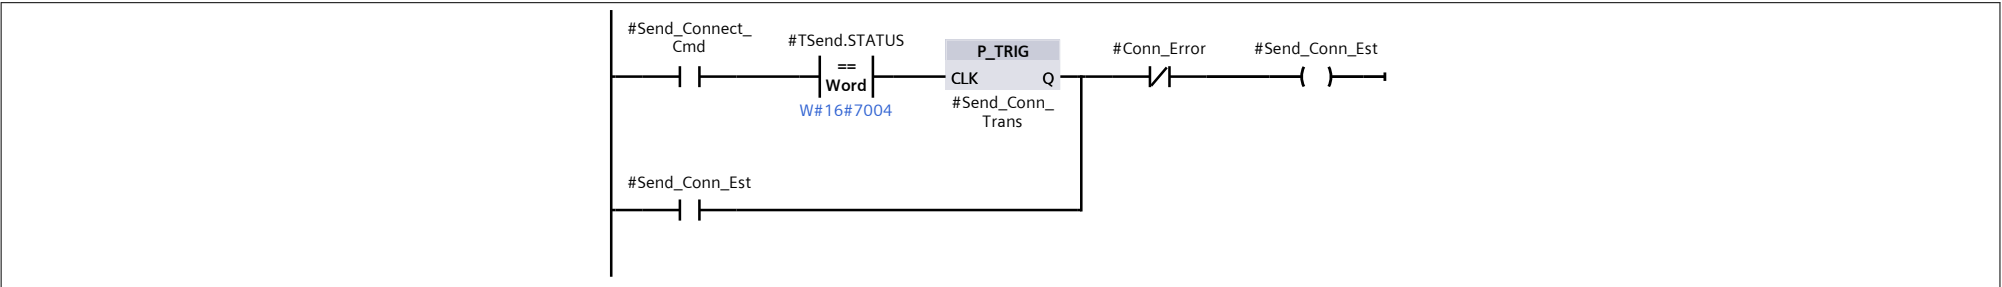 #Send_Connect_
Cmd
#TSend.STATUS
==
Word
W#16#7004
P_TRIG
CLK Q
#Send_Conn_
Trans
#Conn_Error
#Send_Conn_Est
#Send_Conn_Est